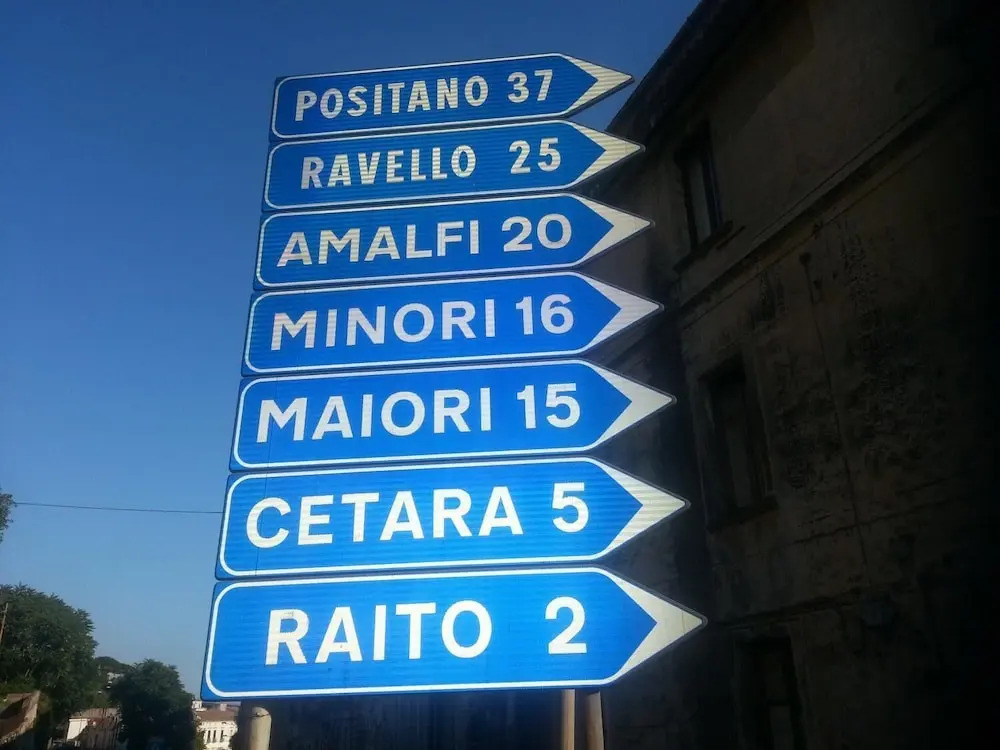 POSITANO 37
RAVELLO 25
AMALFI 20
MINORI 16
MAIORI 15
CETARA 5
RAITO 2